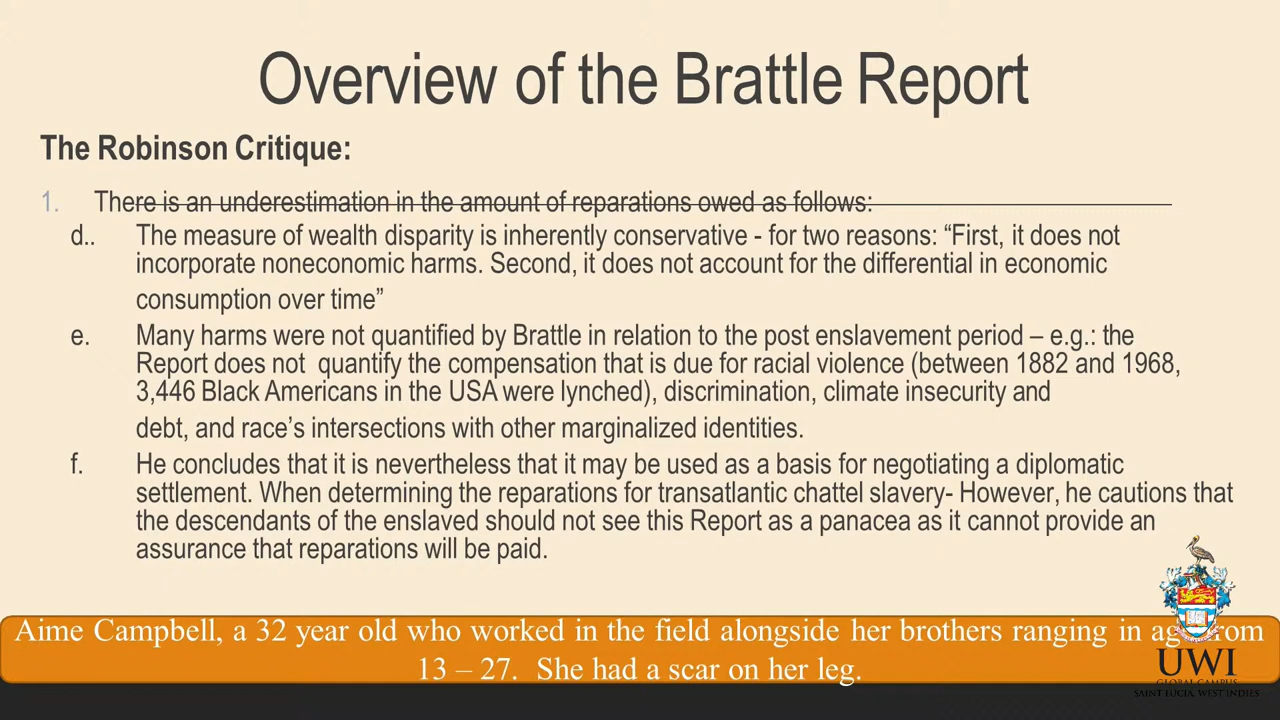 Overview of the Brattle Report
The Robinson Critique:
1. There is an underestimation in the amount of reparations owed as follows:
d.. The measure of wealth disparity is inherently conservative - for two reasons: “First, it does not
incorporate noneconomic harms. Second, it does not account for the differential in economic
consumption over time”
e. Many harms were not quantified by Brattle in relation to the post enslavement period – e.g.: the
Report does not quantify the compensation that is due for racial violence (between 1882 and 1968,
3,446 Black Americans in the USA were lynched), discrimination, climate insecurity and
debt, and race’s intersections with other marginalized identities.
f. He concludes that it is nevertheless that it may be used as a basis for negotiating a diplomatic
settlement. When determining the reparations for transatlantic chattel slavery- However, he cautions that
the descendants of the enslaved should not see this Report as a panacea as it cannot provide an
assurance that reparations will be paid.
Aime Campbell, a 32 year old who worked in the field alongside her brothers ranging in age from
13 – 27. She had a scar on her leg.
UWI
GLOBAL CAMPUS
SAINT LUCIA, WEST INDIES